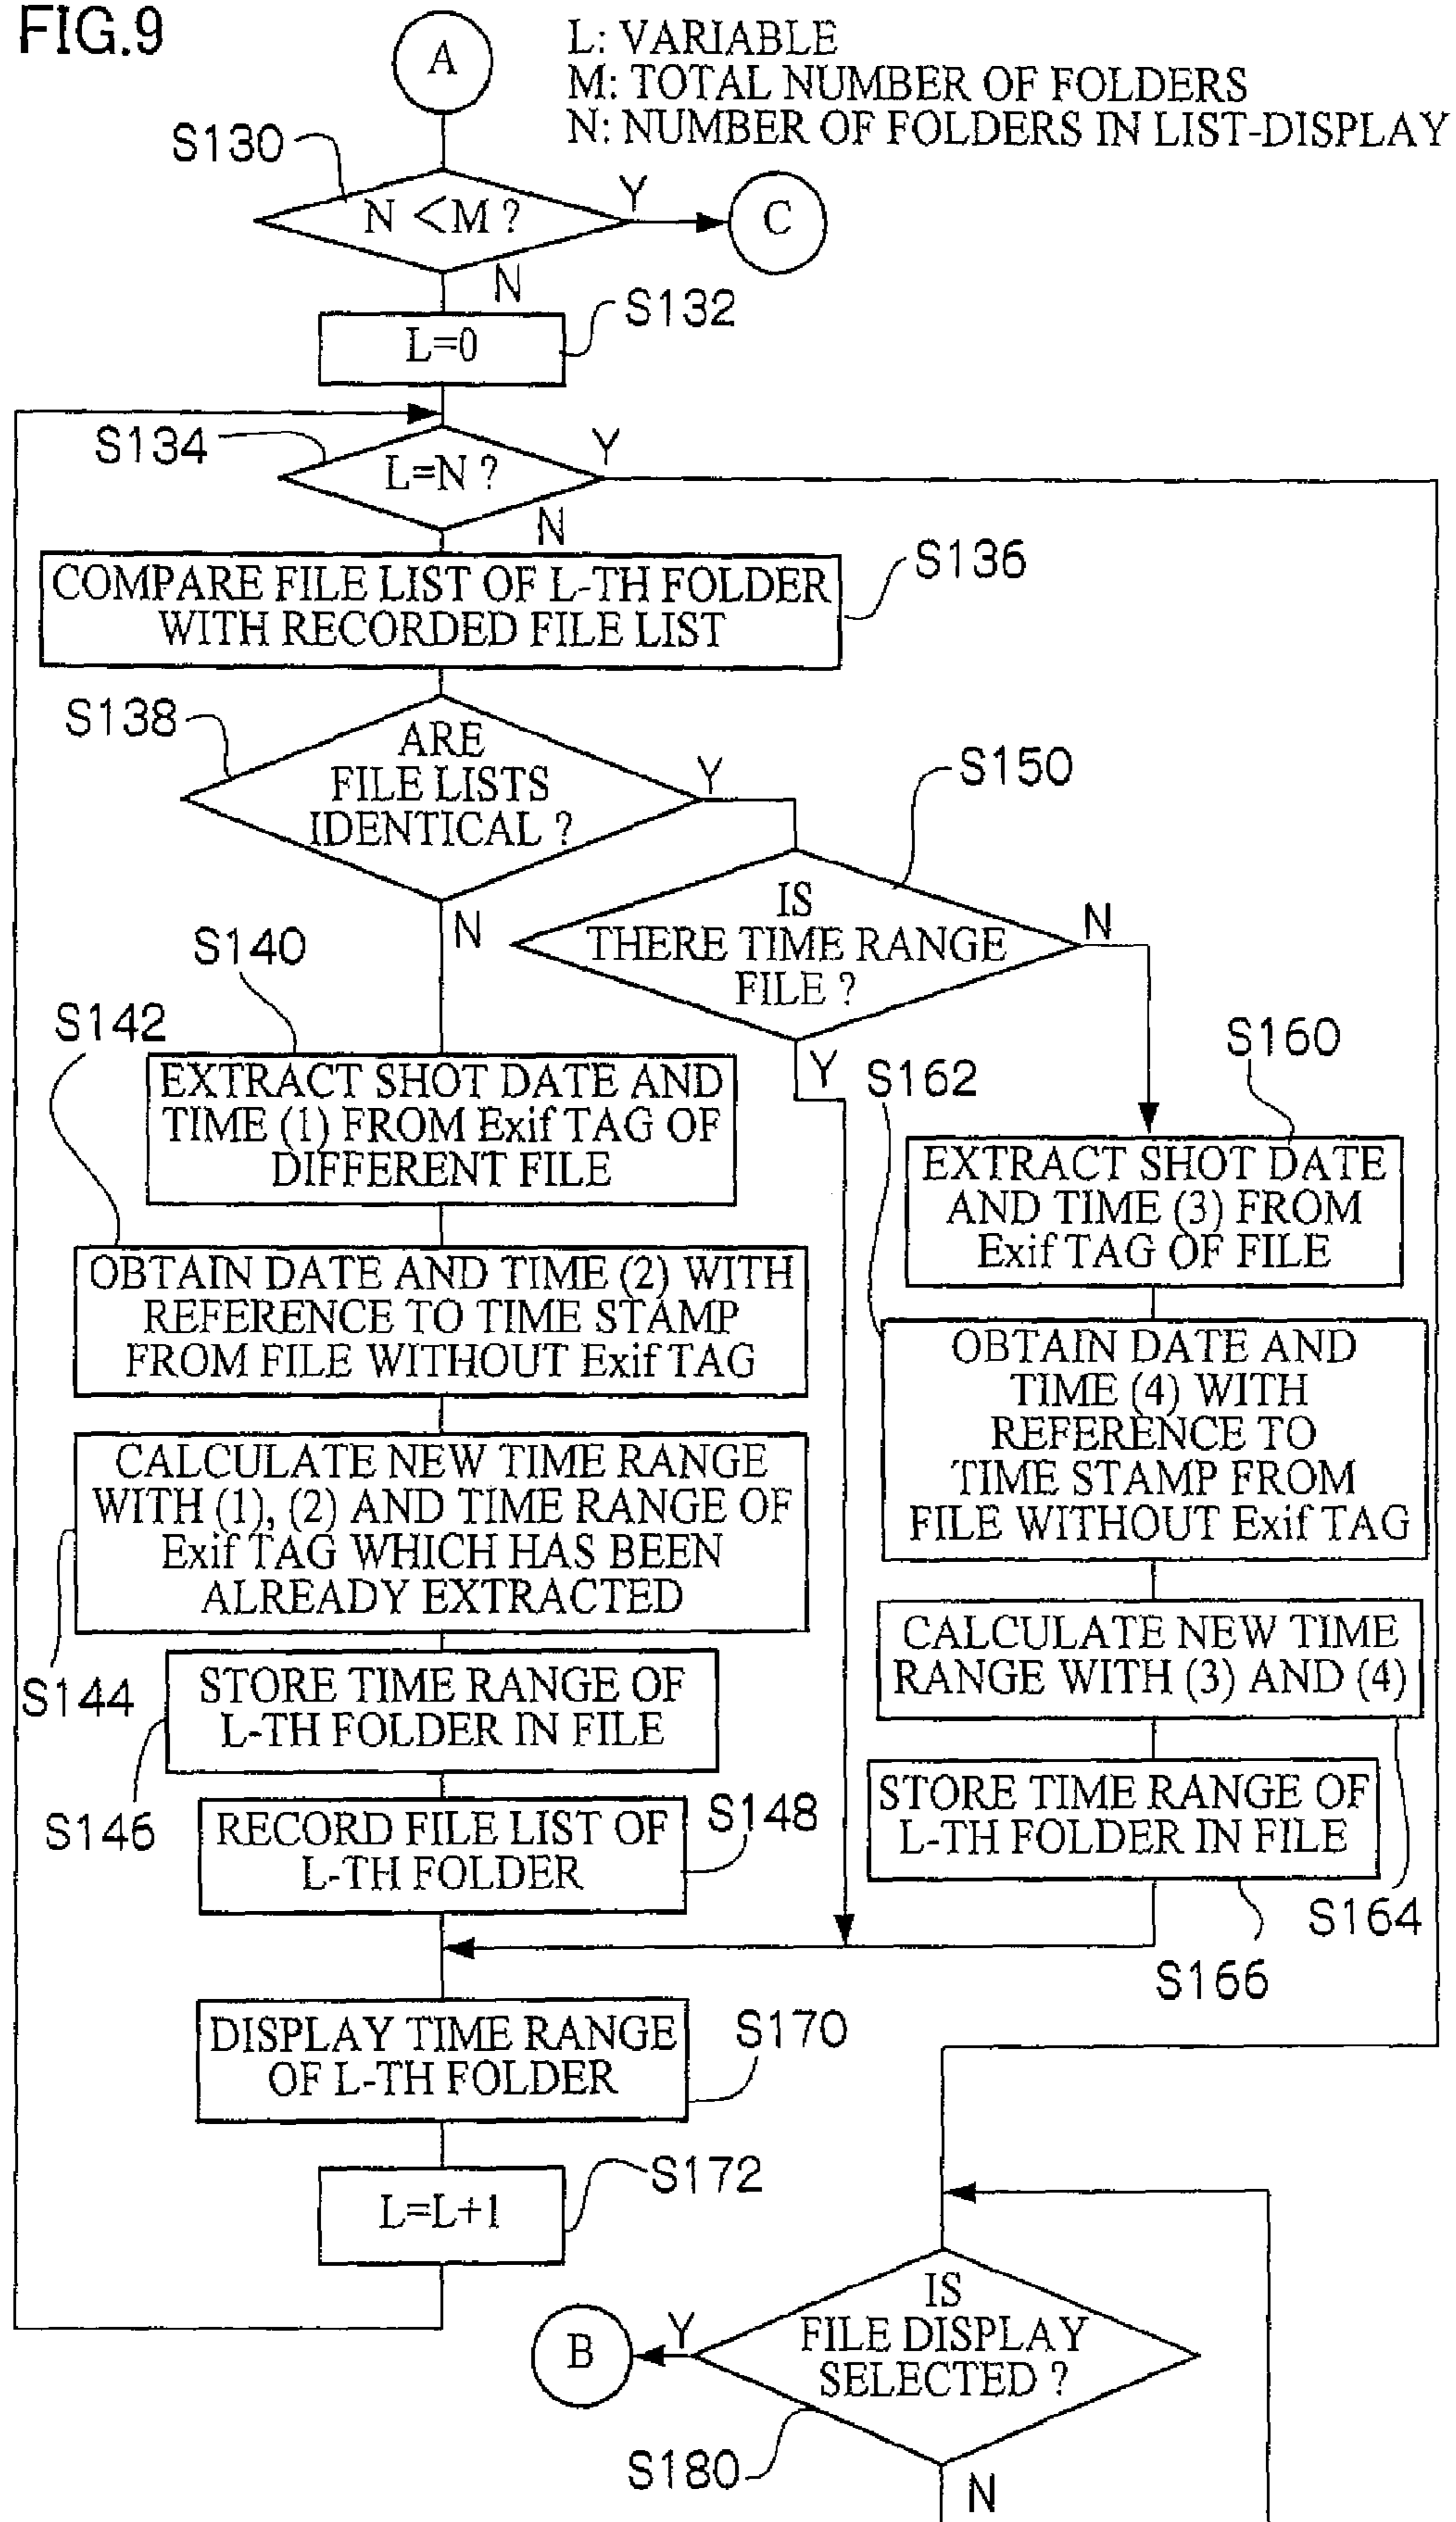 FIG.9
A
L: VARIABLE
M: TOTAL NUMBER OF FOLDERS
N: NUMBER OF FOLDERS IN LIST-DISPLAY
S130
N <M ?
Y
C
N
S132
L=0
S134
L=N ?
Y
N
S136
COMPARE FILE LIST OF L-TH FOLDER
WITH RECORDED FILE LIST
S138
ARE
FILE LISTS
IDENTICAL ?
Y
N
S150
IS
THERE TIME RANGE
FILE ?
N
Y
S140
EXTRACT SHOT DATE AND
TIME (1) FROM Exif TAG OF
DIFFERENT FILE
S142
OBTAIN DATE AND TIME (2) WITH
REFERENCE TO TIME STAMP
FROM FILE WITHOUT Exif TAG
CALCULATE NEW TIME RANGE
WITH (1), (2) AND TIME RANGE OF
Exif TAG WHICH HAS BEEN
ALREADY EXTRACTED
S144
STORE TIME RANGE OF
L-TH FOLDER IN FILE
S146
RECORD FILE LIST OF
L-TH FOLDER
S148
S160
EXTRACT SHOT DATE
AND TIME (3) FROM
Exif TAG OF FILE
S162
OBTAIN DATE AND
TIME (4) WITH
REFERENCE TO
TIME STAMP FROM
FILE WITHOUT Exif TAG
CALCULATE NEW TIME
RANGE WITH (3) AND (4)
S164
STORE TIME RANGE OF
L-TH FOLDER IN FILE
S166
DISPLAY TIME RANGE
OF L-TH FOLDER
S170
L=L+1
S172
IS
FILE DISPLAY
SELECTED ?
Y
B
S180
N